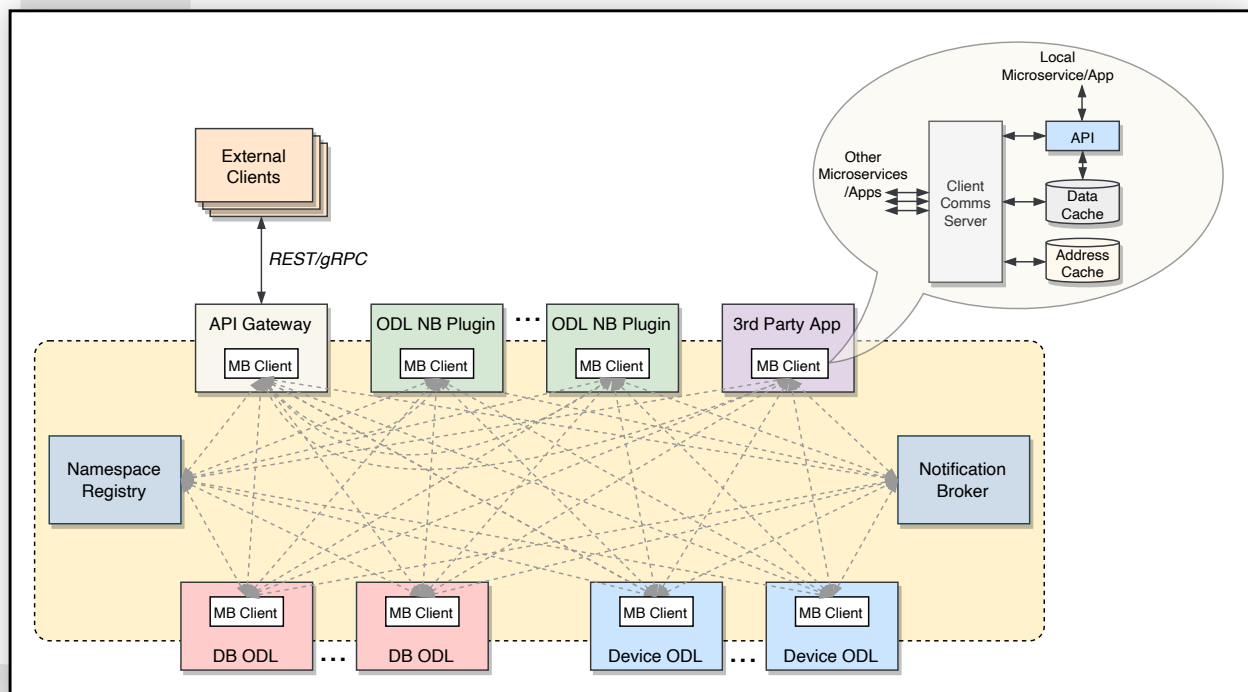 Local
Microservice/App
External
Clients
API
Other
Microservices
/Apps
Client
Comms
Server
Data
Cache
REST/gRPC
Address
Cache
API Gateway
ODL NB Plugin
...
ODL NB Plugin
3rd Party App
MB Client
MB Client
MB Client
MB Client
Namespace
Registry
Notification
Broker
MB Client
MB Client
MB Client
MB Client
DB ODL
...
DB ODL
Device ODL
...
Device ODL